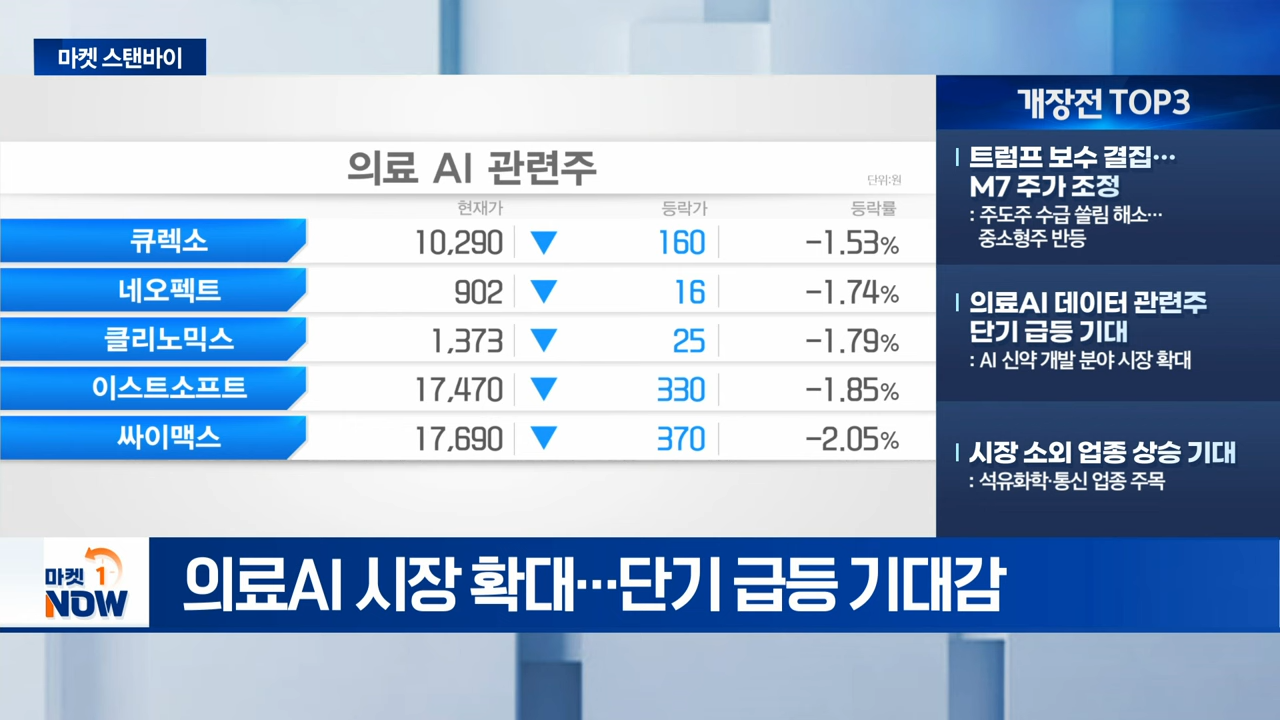 마켓 스탠바이
의료 AI 관련주
단위:원
현재가 등락가 등락률
큐렉소 10,290 ▼ 160 -1.53%
네오펙트 902 ▼ 16 -1.74%
클리노믹스 1,373 ▼ 25 -1.79%
이스트소프트 17,470 ▼ 330 -1.85%
싸이맥스 17,690 ▼ 370 -2.05%
개장전 TOP3
트럼프 보수 결집…
M7 주가 조정
: 주도주 수급 쏠림 해소…
중소형주 반등
의료AI 데이터 관련주
단기 급등 기대
: AI 신약 개발 분야 시장 확대
시장 소외 업종 상승 기대
: 석유화학·통신 업종 주목
마켓 1
NOW
의료AI 시장 확대…단기 급등 기대감